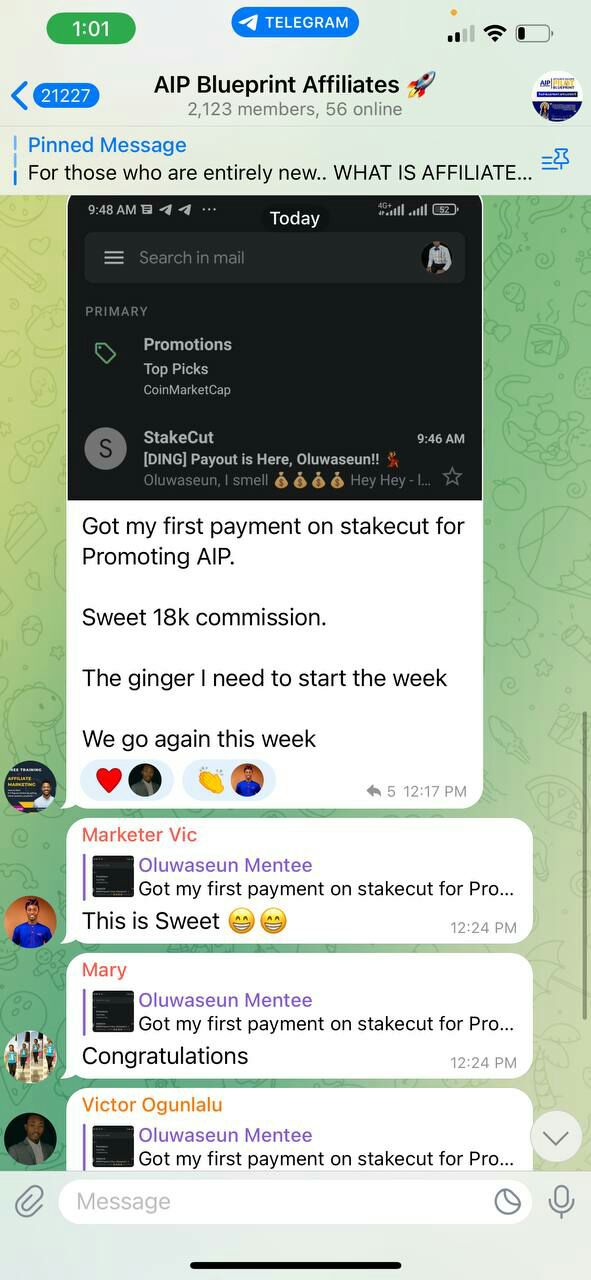 1:01
TELEGRAM
21227
AIP Blueprint Affiliates 🚀
2,123 members, 56 online
Pinned Message
For those who are entirely new.. WHAT IS AFFILIATE...
9:48 AM
4G+
52
Today
Search in mail
PRIMARY
Promotions
Top Picks
CoinMarketCap
S
StakeCut
9:46 AM
[DING] Payout is Here, Oluwaseun!! 💃
Oluwaseun, I smell 💰💰💰💰 Hey Hey - I...
Got my first payment on stakecut for
Promoting AIP.
Sweet 18k commission.
The ginger I need to start the week
We go again this week
5 12:17 PM
AFFILIATE
MARKETING
Marketer Vic
Oluwaseun Mentee
Got my first payment on stakecut for Pro...
This is Sweet 😁😁
12:24 PM
Mary
Oluwaseun Mentee
Got my first payment on stakecut for Pro...
Congratulations
12:24 PM
Victor Ogunlalu
Oluwaseun Mentee
Got my first payment on stakecut for Pro...
Message